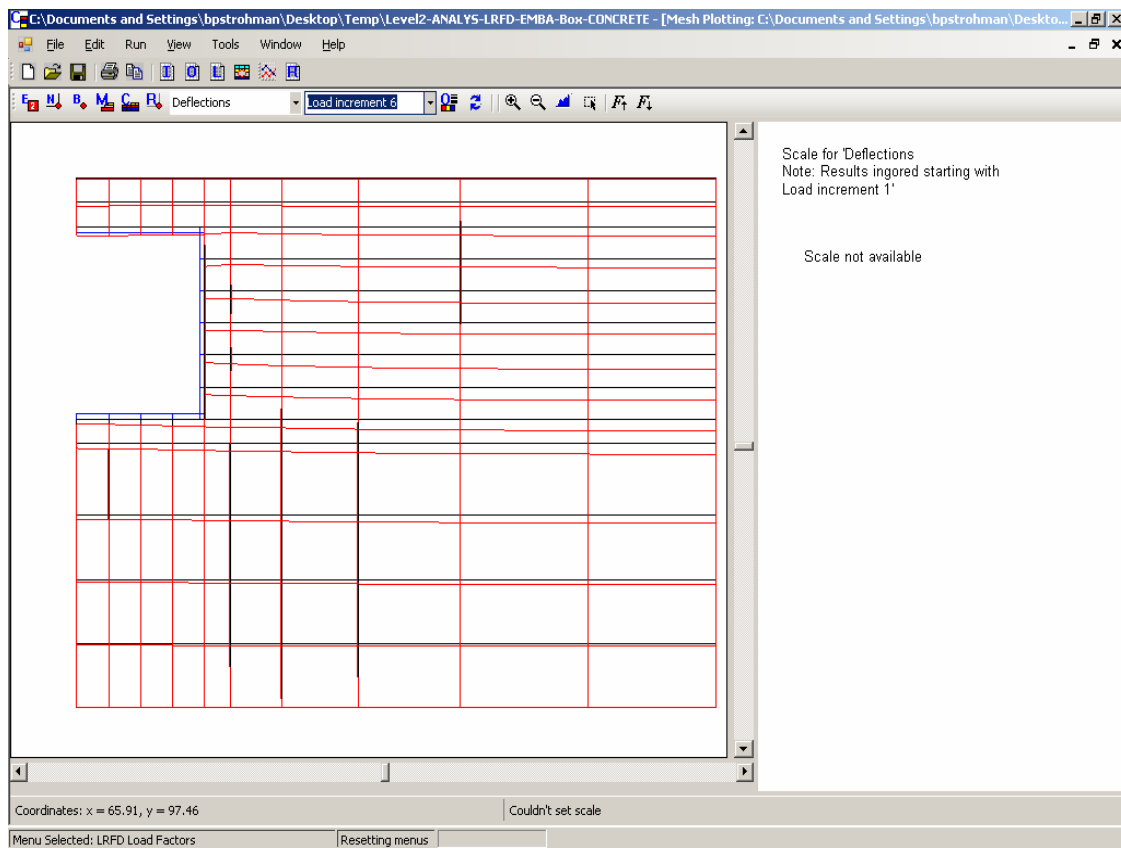 C:\Documents and Settings\bpstrohman\Desktop\Temp\Level2-ANALYS-LRFD-EMBA-Box-CONCRETE - [Mesh Plotting: C:\Documents and Settings\bpstrohman\Deskto...
File Edit Run View Tools Window Help
Deflections Load increment 6
Scale for 'Deflections
Note: Results ingored starting with
Load increment 1'
Scale not available
Coordinates: x = 65.91, y = 97.46 Couldn't set scale
Menu Selected: LRFD Load Factors Resetting menus